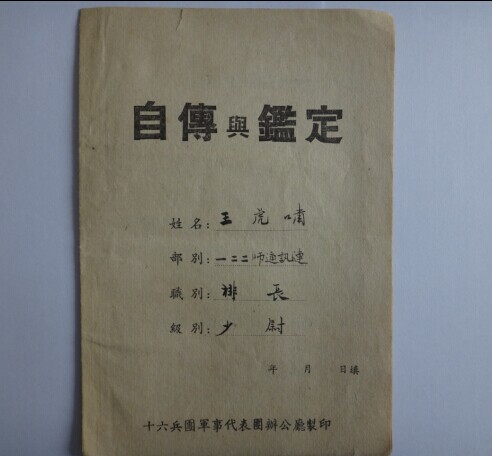 自傳與鑑定
姓名：王虎嘯
部別：一二二师通訊連
職別：排長
級別：少尉
年 月 日填
十六兵團軍事代表團辦公廳製印